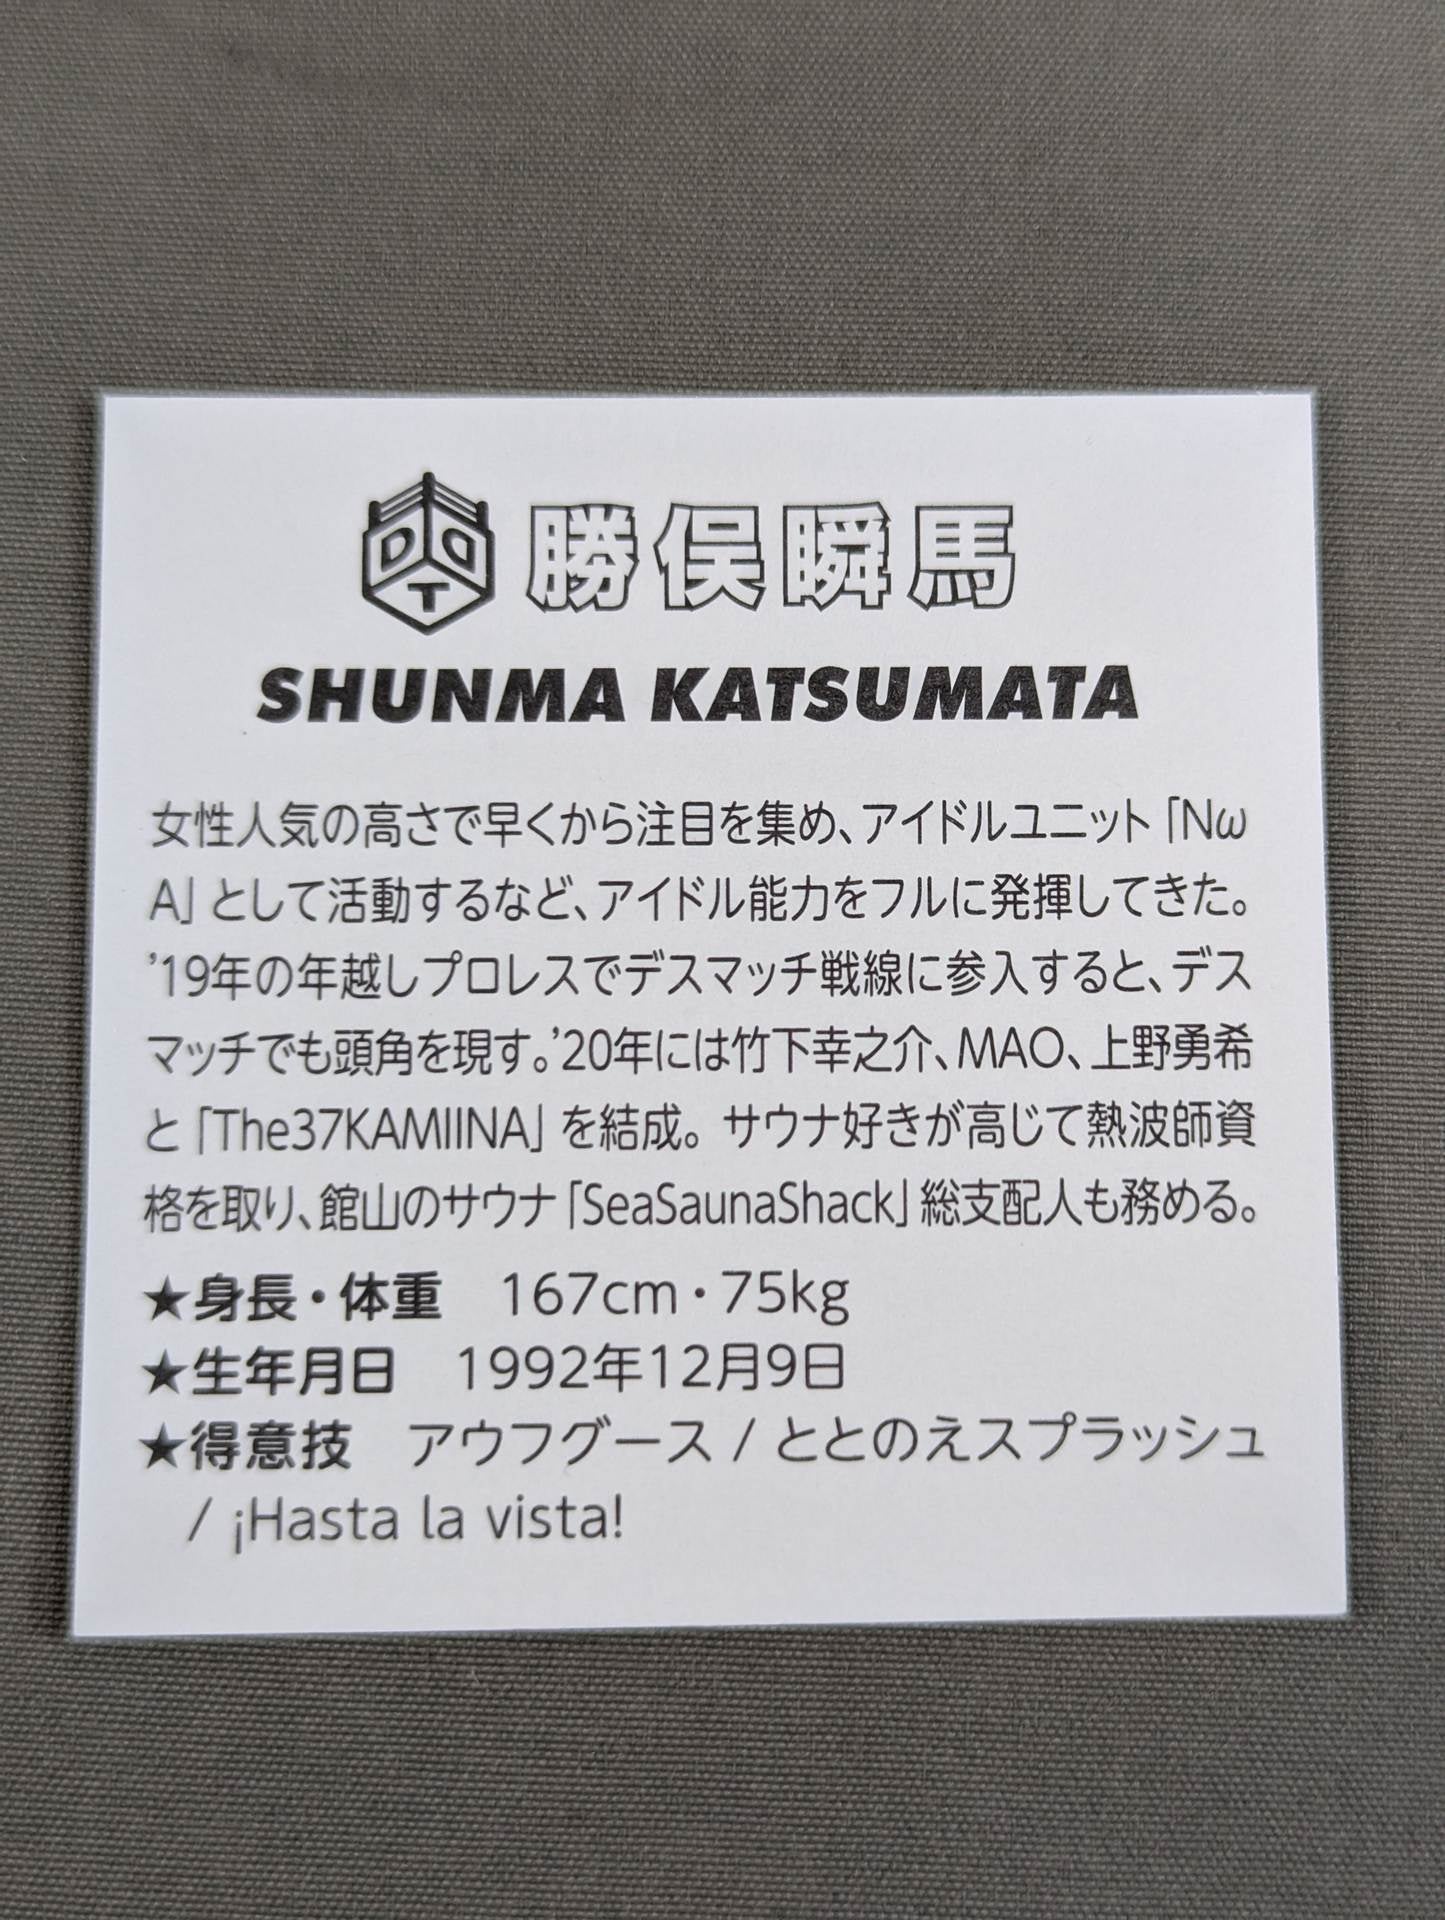 DDT 勝俣瞬馬
SHUNMA KATSUMATA
女性人気の高さで早くから注目を集め、アイドルユニット「Nω
A」として活動するなど、アイドル能力をフルに発揮してきた。
’19年の年越しプロレスでデスマッチ戦線に参入すると、デス
マッチでも頭角を現す。’20年には竹下幸之介、MAO、上野勇希
と「The37KAMIINA」を結成。サウナ好きが高じて熱波師資
格を取り、館山のサウナ「SeaSaunaShack」総支配人も務める。
★身長・体重　167cm・75kg
★生年月日　1992年12月9日
★得意技　アウフグース / ととのえスプラッシュ
/ ¡Hasta la vista!